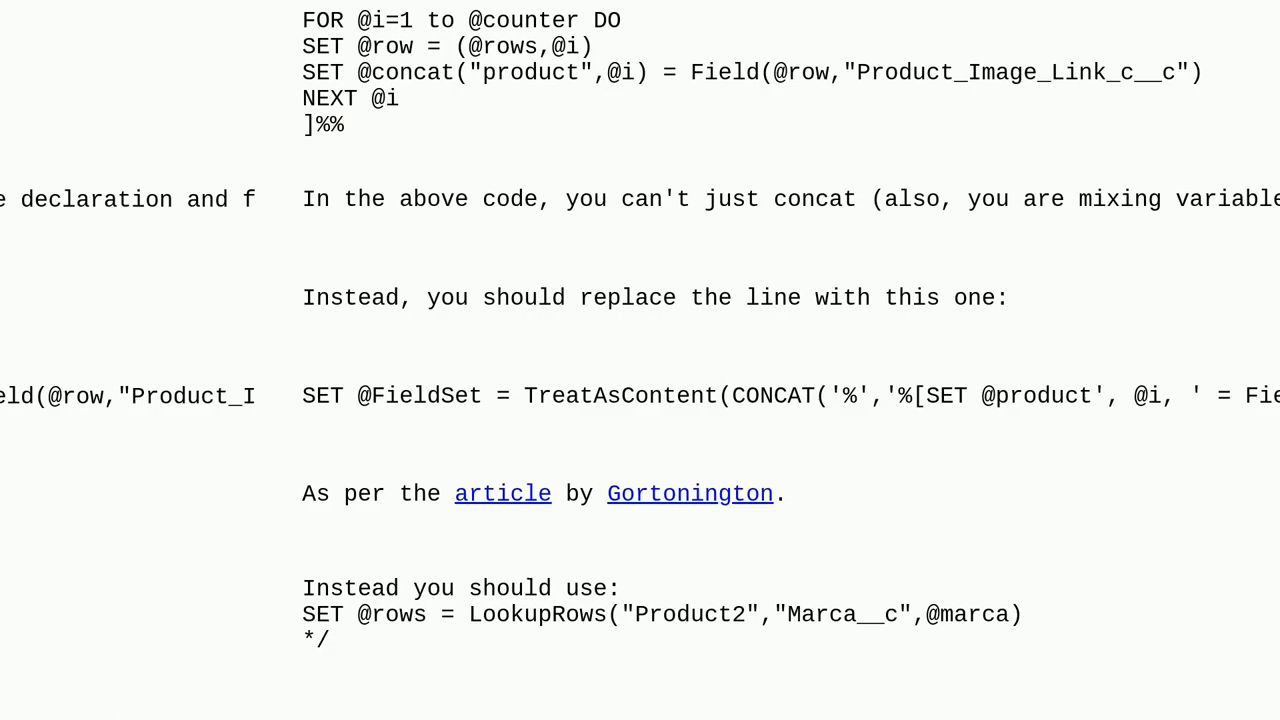 FOR @i=1 to @counter DO
SET @row = (@rows,@i)
SET @concat("product",@i) = Field(@row,"Product_Image_Link_c__c")
NEXT @i
]%%
e declaration and f
In the above code, you can't just concat (also, you are mixing variable
Instead, you should replace the line with this one:
eld(@row,"Product_I
SET @FieldSet = TreatAsContent(CONCAT('%','%[SET @product', @i, ' = Fie
As per the article by Gortonington.
Instead you should use:
SET @rows = LookupRows("Product2","Marca__c",@marca)
*/